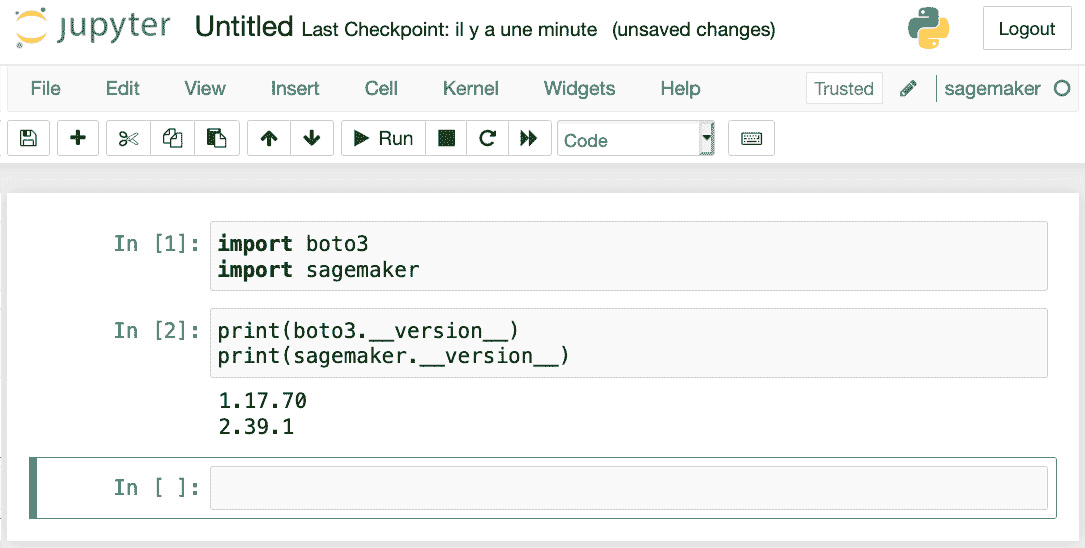 jupyter Untitled Last Checkpoint: il y a une minute (unsaved changes) Logout
File Edit View Insert Cell Kernel Widgets Help Trusted sagemaker
Run Code
In [1]: import boto3
import sagemaker
In [2]: print(boto3.__version__)
print(sagemaker.__version__)
1.17.70
2.39.1
In [ ]: